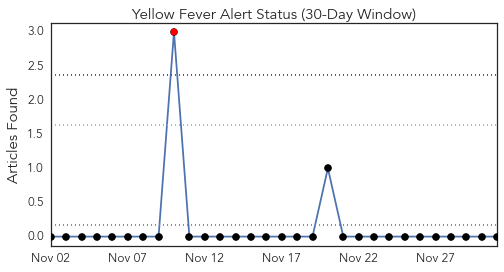 Yellow Fever Alert Status (30-Day Window)
Articles Found
3.0
2.5
2.0
1.5
1.0
0.5
0.0
Nov 02 Nov 07 Nov 12 Nov 17 Nov 22 Nov 27